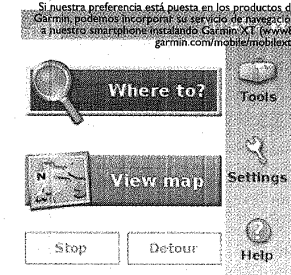 Si nuestra preferencia está puesta en los productos d
Garmin, podemos incorporar su servicio de navegacio
a nuestro smartphone instalando Garmin XT (www
garmin.com/mobile/mobilext
Where to?
Tools
N
View map
Settings
Stop
Detour
Help